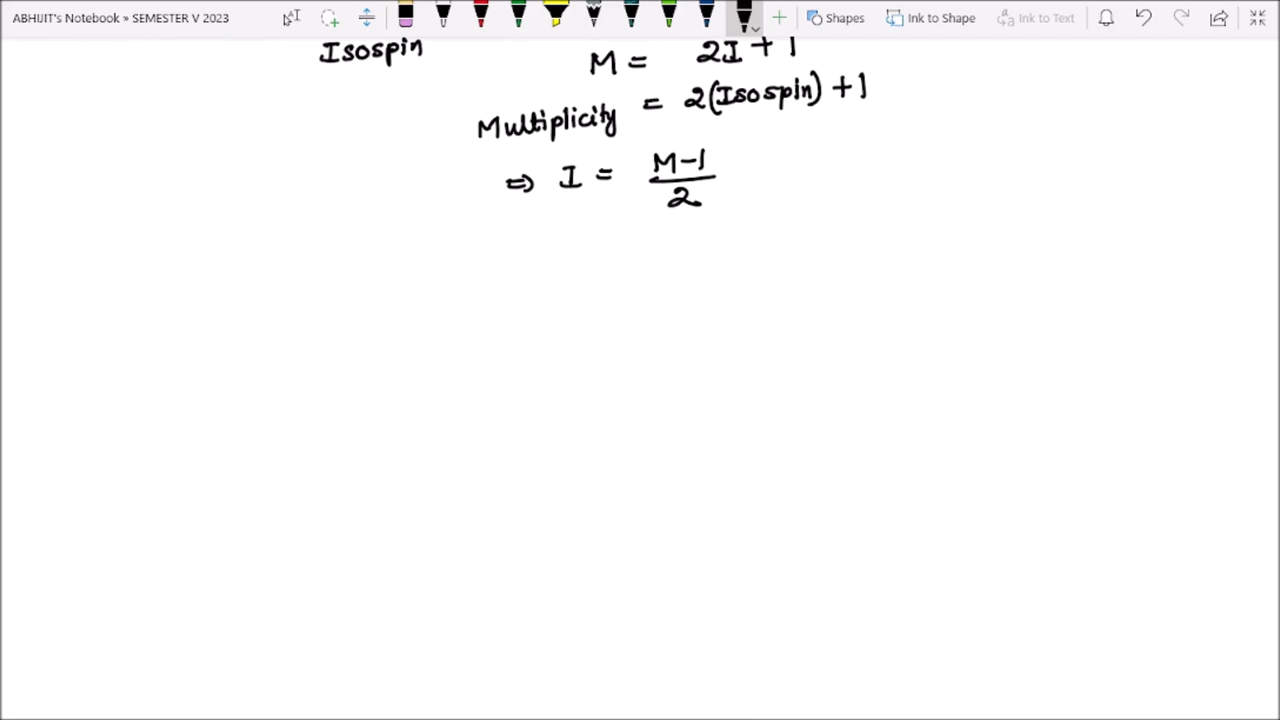 ABHIJIT's Notebook » SEMESTER V 2023
Shapes
Ink to Shape
Ink to Text
Isospin
M = 2I + 1
Multiplicity = 2(Isospin) + 1
⇒ I = M-1
2